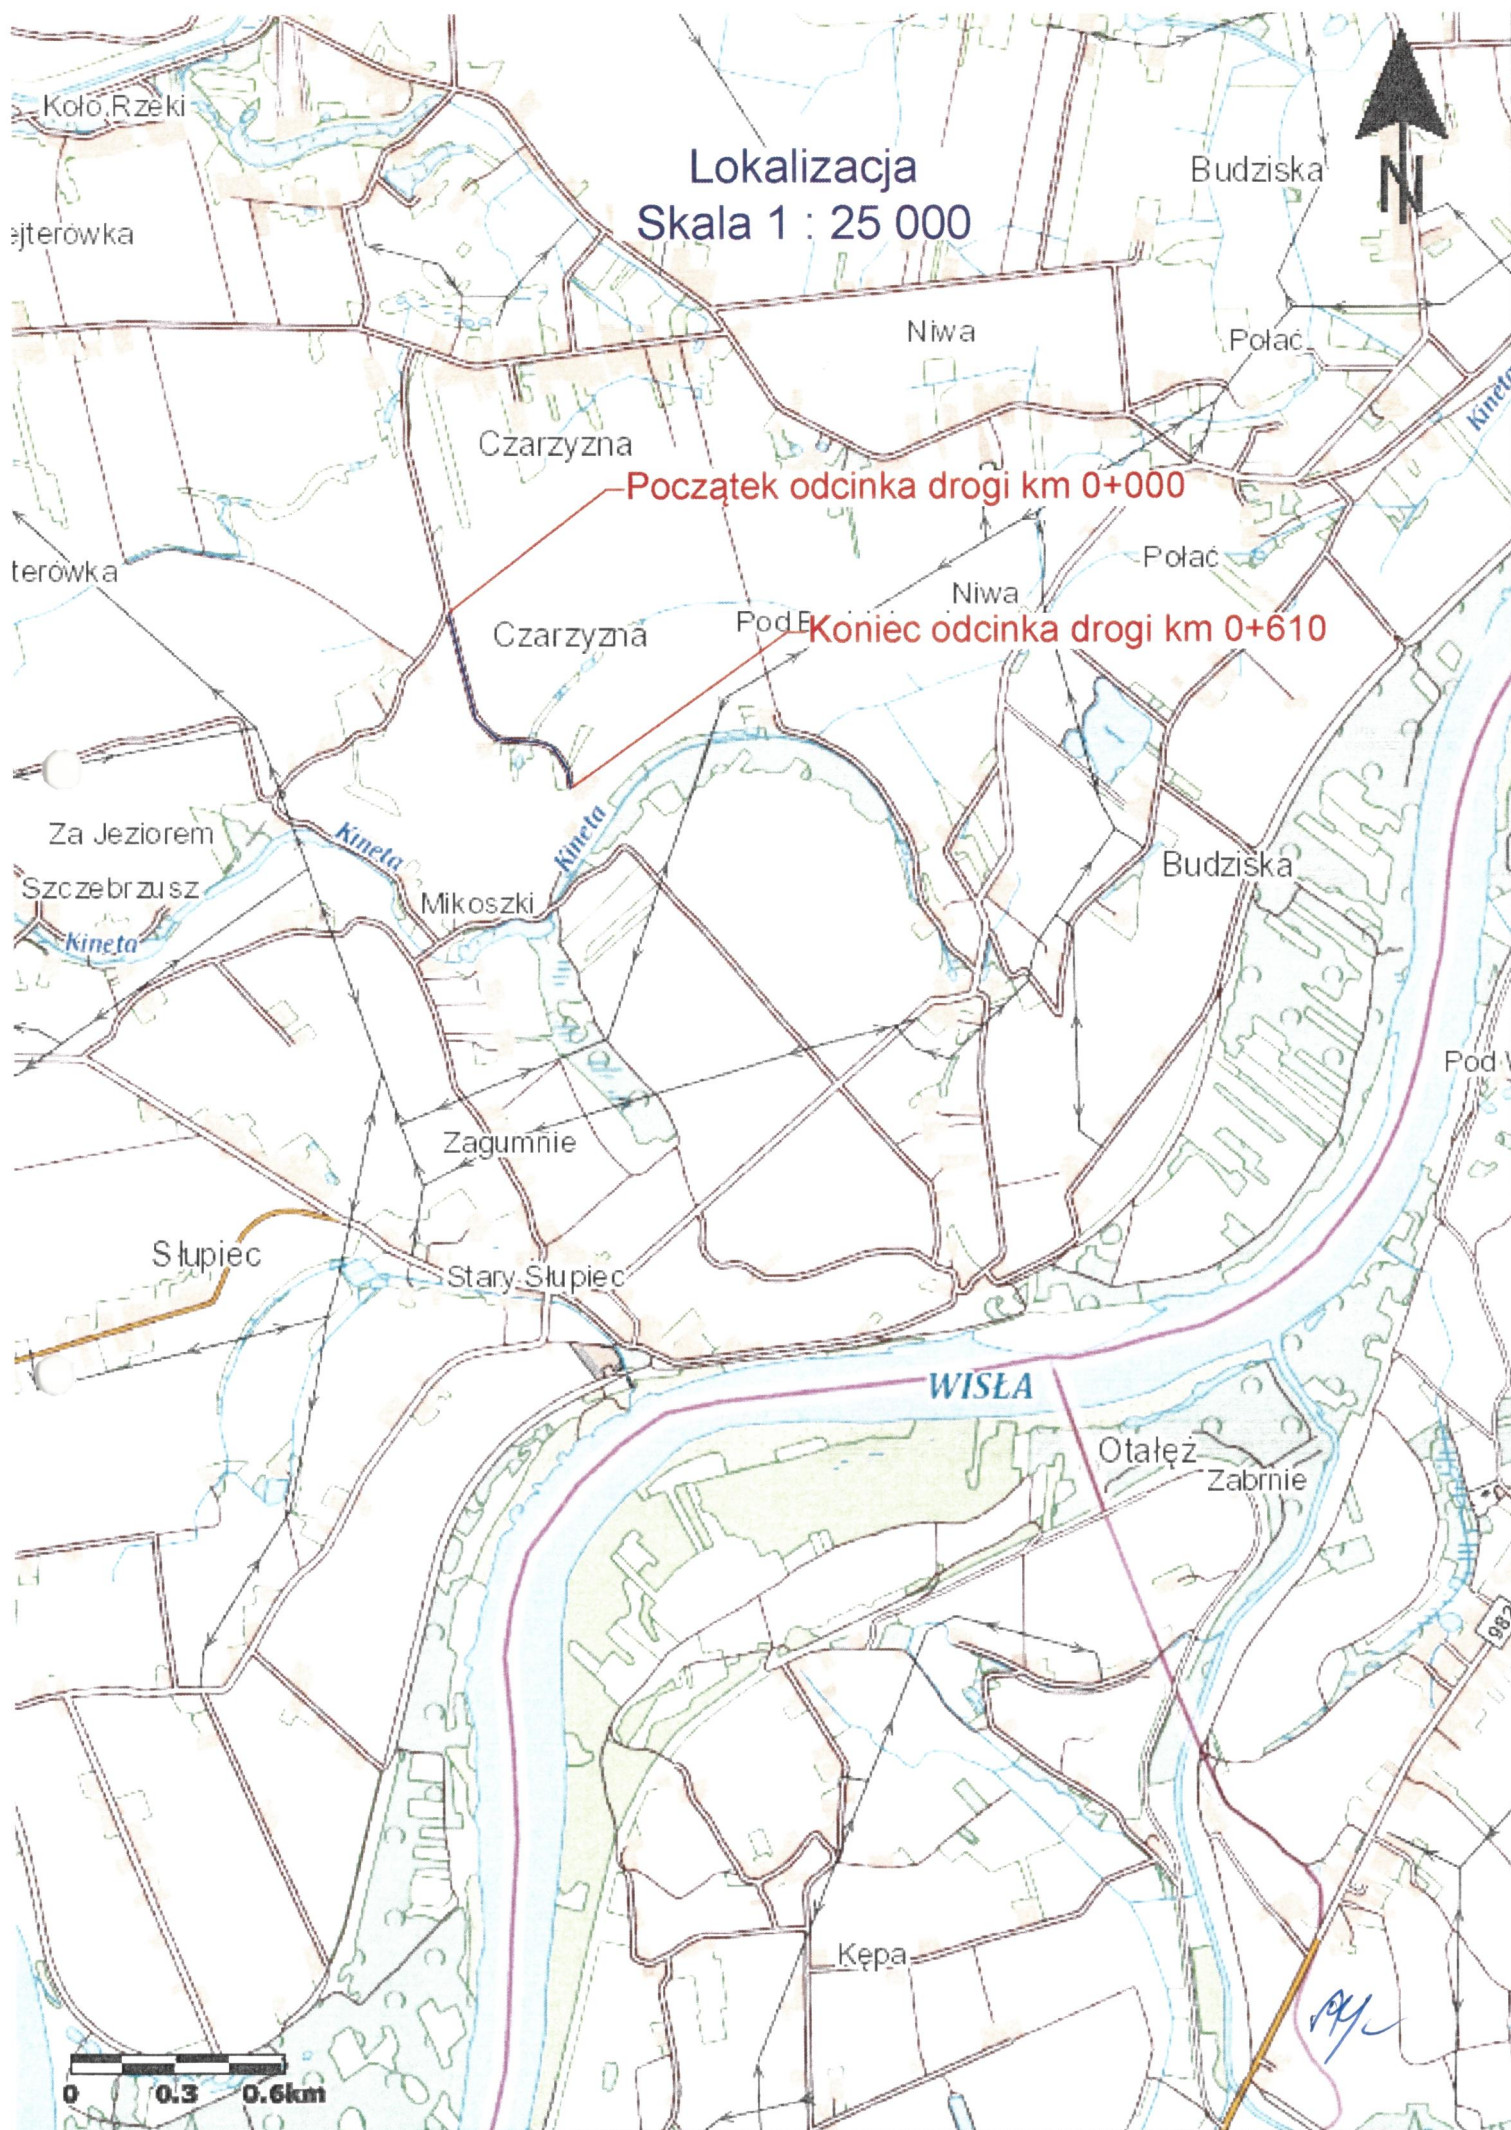 Koło Rzeki
Lokalizacja
Skala 1 : 25 000
Budziska
N
ejterówka
Niwa
Połać
Kineta
Czarzyzna
Początek odcinka drogi km 0+000
Połać
terówka
Niwa
Czarzyzna
Pod B
Koniec odcinka drogi km 0+610
Za Jeziorem
Kineta
Kineta
Budziska
Szczebrzusz
Mikoszki
Kineta
Pod
Zagumnie
Słupiec
Stary Słupiec
WISŁA
Otałęż
Zabrnie
982
Kępa
0 0.3 0.6km